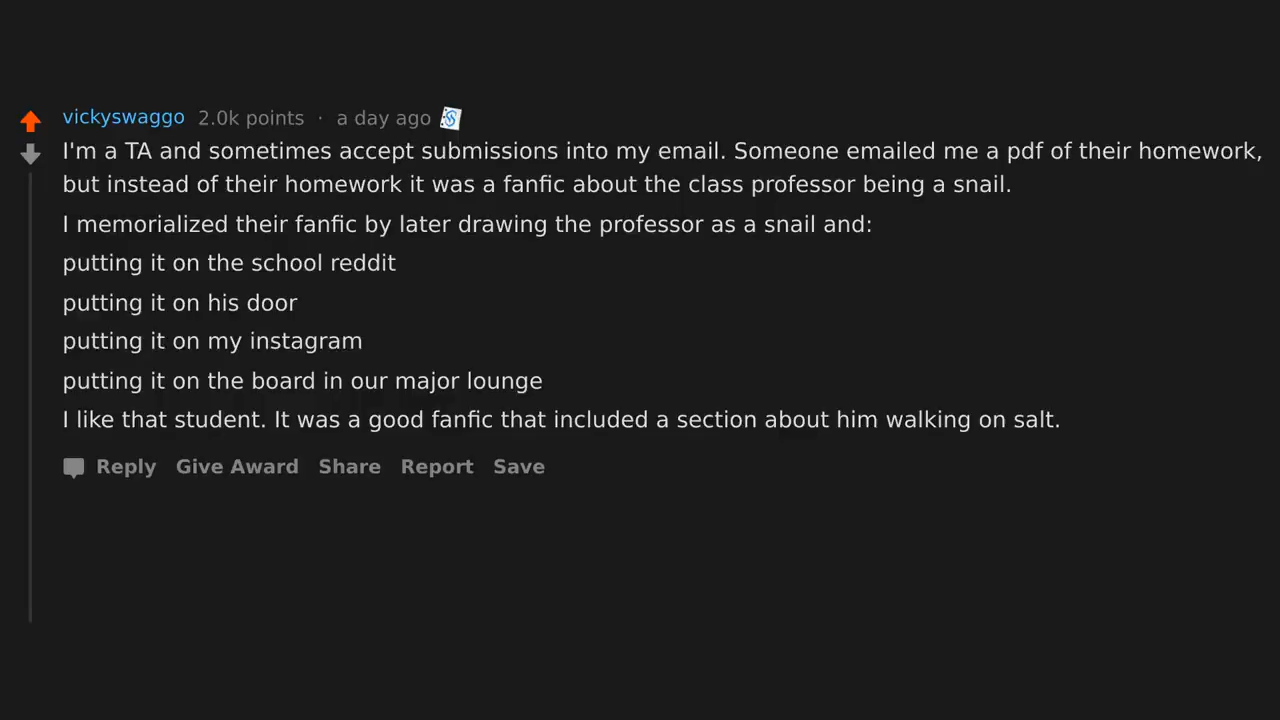 vickyswaggo 2.0k points · a day ago
I'm a TA and sometimes accept submissions into my email. Someone emailed me a pdf of their homework,
but instead of their homework it was a fanfic about the class professor being a snail.
I memorialized their fanfic by later drawing the professor as a snail and:
putting it on the school reddit
putting it on his door
putting it on my instagram
putting it on the board in our major lounge
I like that student. It was a good fanfic that included a section about him walking on salt.
Reply Give Award Share Report Save